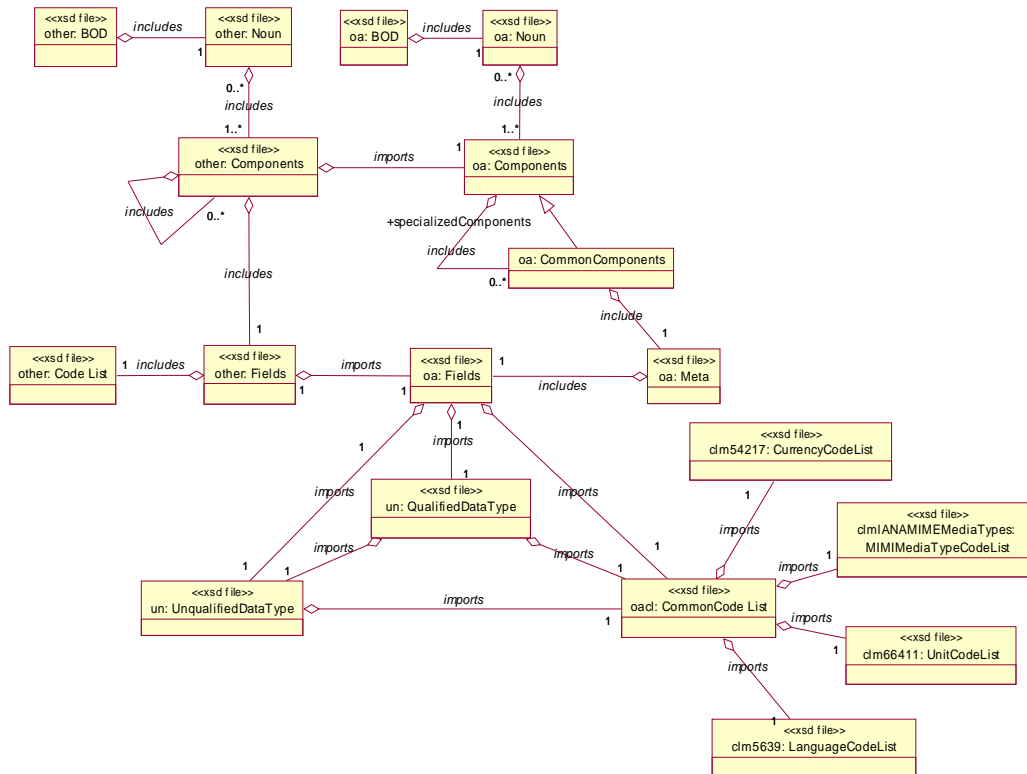 <<xsd file>>
other: BOD
includes
<<xsd file>>
other: Noun
1
<<xsd file>>
oa: BOD
includes
<<xsd file>>
oa: Noun
1
0..*
includes
1..*
0..*
includes
1..*
<<xsd file>>
other: Components
imports
1
<<xsd file>>
oa: Components
includes
0..*
+specializedComponents
includes
0..*
oa: CommonComponents
includes
1
include
1
<<xsd file>>
other: Code List
1
includes
<<xsd file>>
other: Fields
imports
1
<<xsd file>>
oa: Fields
1
1
includes
<<xsd file>>
oa: Meta
1
imports
1
1
imports
1
imports
1
<<xsd file>>
clm54217: CurrencyCodeList
1
imports
<<xsd file>>
un: QualifiedDataType
imports
1
imports
1
<<xsd file>>
clmIANAMIMEMediaTypes:
MIMIMediaTypeCodeList
imports
1
<<xsd file>>
un: UnqualifiedDataType
imports
1
<<xsd file>>
oacl: CommonCode List
imports
1
<<xsd file>>
clm66411: UnitCodeList
imports
1
<<xsd file>>
clm5639: LanguageCodeList